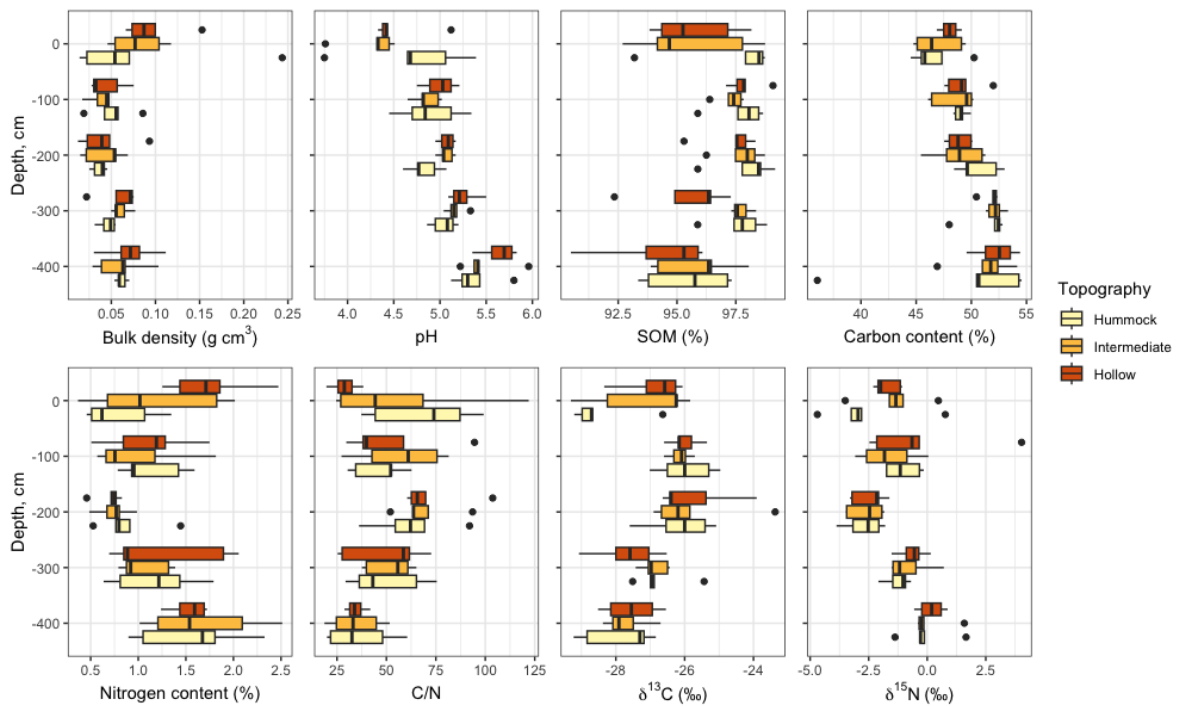 Depth, cm
0
-100
-200
-300
-400
0.05 0.10 0.15 0.20 0.25
Bulk density (g cm³)
4.0 4.5 5.0 5.5 6.0
pH
92.5 95.0 97.5
SOM (%)
40 45 50 55
Carbon content (%)
Topography
Hummock
Intermediate
Hollow
Depth, cm
0
-100
-200
-300
-400
0.5 1.0 1.5 2.0 2.5
Nitrogen content (%)
25 50 75 100 125
C/N
-28 -26 -24
δ¹³C (‰)
-5.0 -2.5 0.0 2.5
δ¹⁵N (‰)